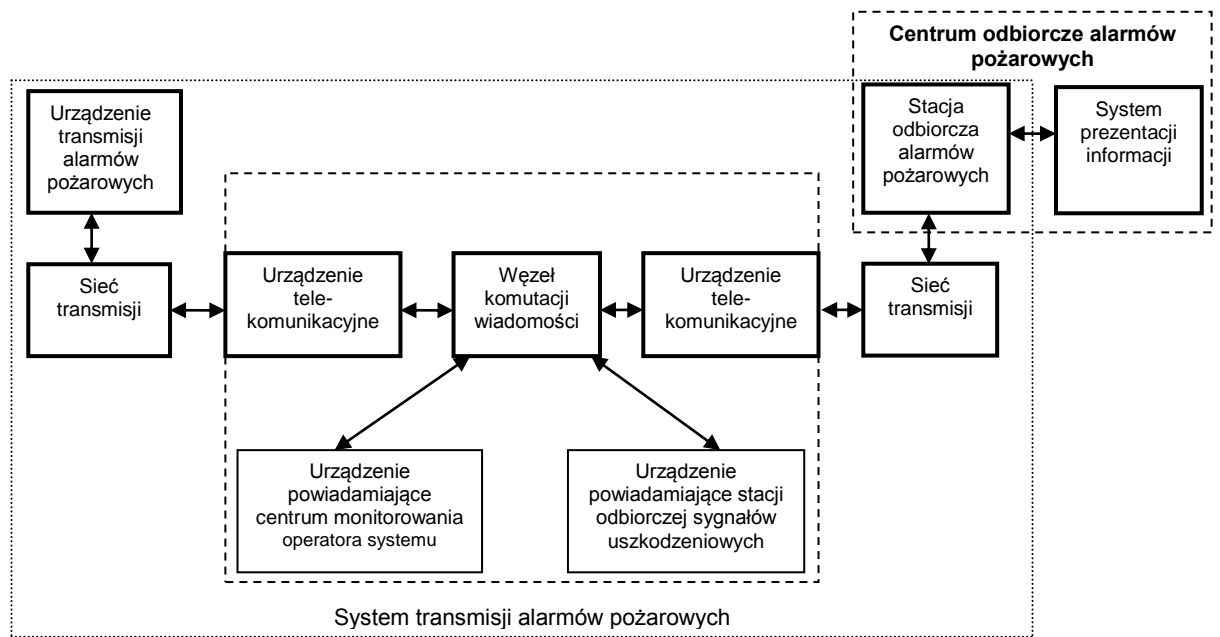 Centrum odbiorcze alarmów
pożarowych
Urządzenie
transmisji
alarmów
pożarowych
Stacja
odbiorcza
alarmów
pożarowych
System
prezentacji
informacji
Sieć
transmisji
Urządzenie
tele-
komunikacyjne
Węzeł
komutacji
wiadomości
Urządzenie
tele-
komunikacyjne
Sieć
transmisji
Urządzenie
powiadamiające
centrum monitorowania
operatora systemu
Urządzenie
powiadamiające stacji
odbiorczej sygnałów
uszkodzeniowych
System transmisji alarmów pożarowych